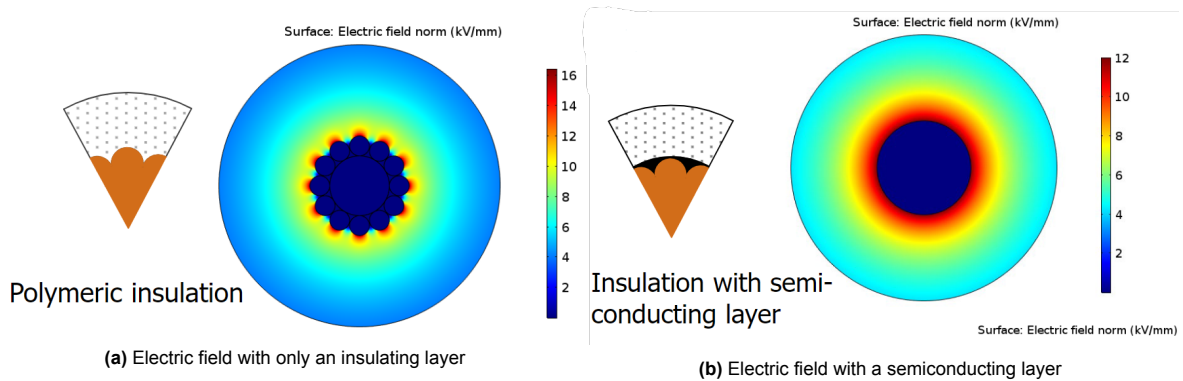 Surface: Electric field norm (kV/mm)
16
14
12
10
8
6
4
2
Polymeric insulation
(a) Electric field with only an insulating layer
Surface: Electric field norm (kV/mm)
12
10
8
6
4
2
Insulation with semi-
conducting layer
Surface: Electric field norm (kV/mm)
(b) Electric field with a semiconducting layer